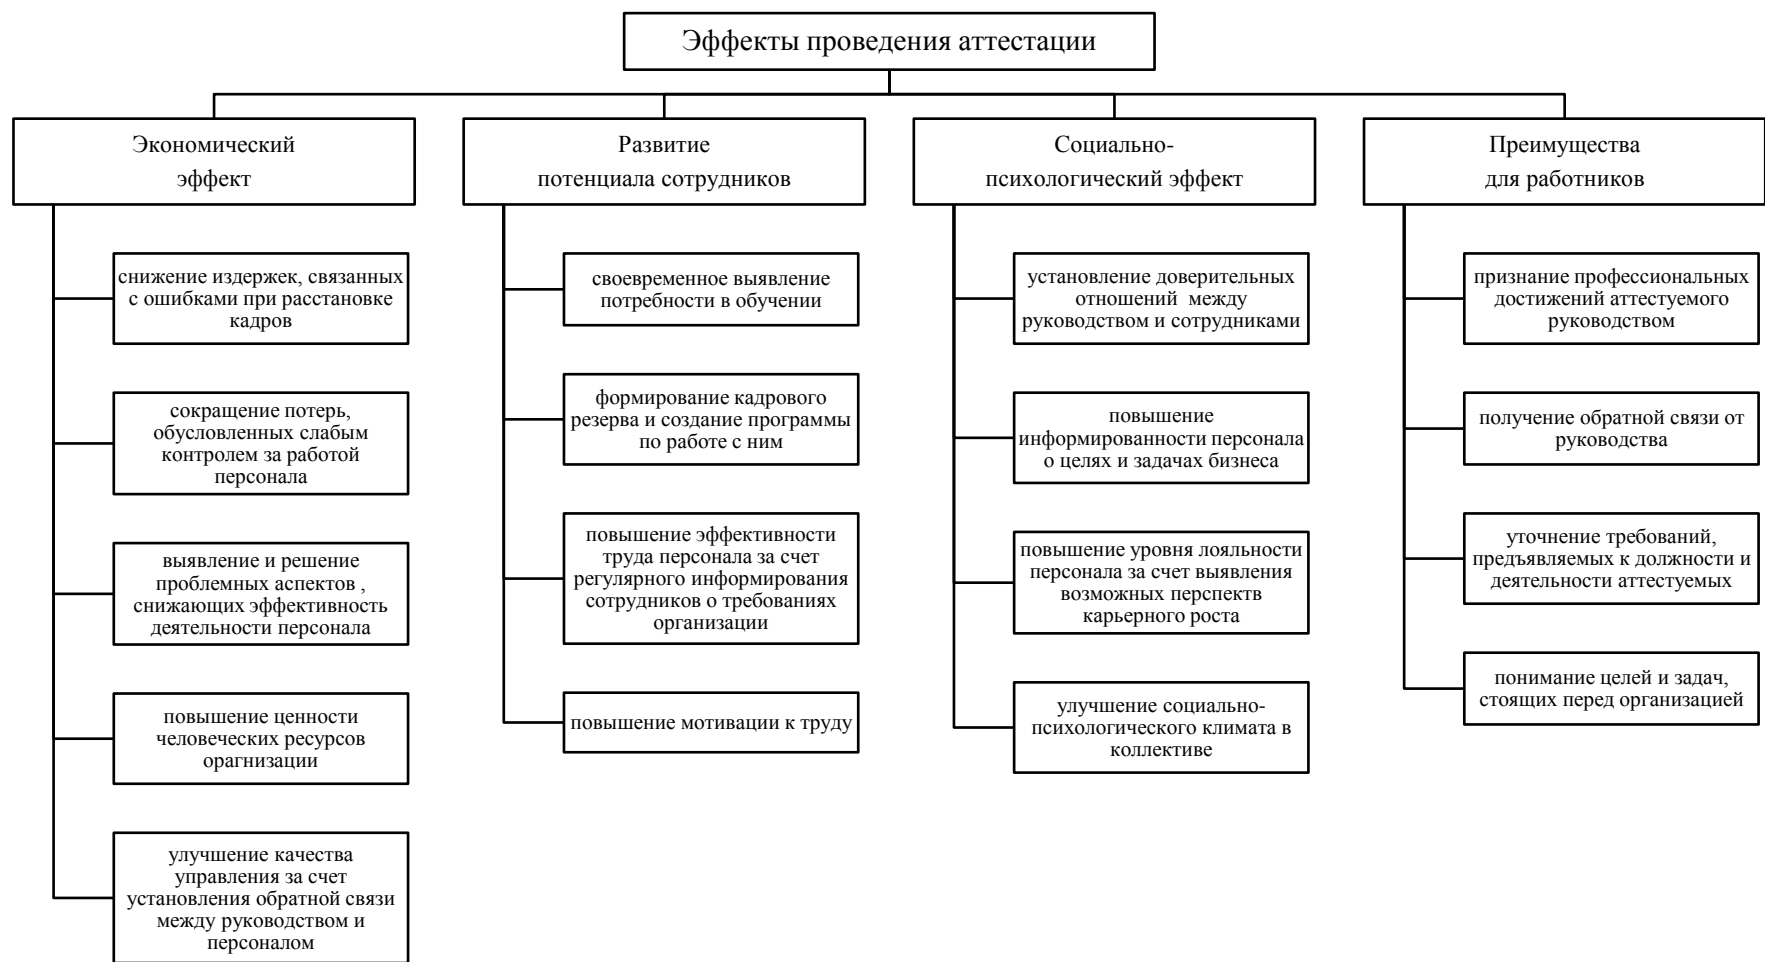 Эффекты проведения аттестации
Экономический
эффект
снижение издержек, связанных
с ошибками при расстановке
кадров
сокращение потерь,
обусловленных слабым
контролем за работой
персонала
выявление и решение
проблемных аспектов ,
снижающих эффективность
деятельности персонала
повышение ценности
человеческих ресурсов
орагнизации
улучшение качества
управления за счет
установления обратной связи
между руководством и
персоналом
Развитие
потенциала сотрудников
своевременное выявление
потребности в обучении
формирование кадрового
резерва и создание программы
по работе с ним
повышение эффективности
труда персонала за счет
регулярного информирования
сотрудников о требованиях
организации
повышение мотивации к труду
Социально-
психологический эффект
установление доверительных
отношений  между
руководством и сотрудниками
повышение
информированности персонала
о целях и задачах бизнеса
повышение уровня лояльности
персонала за счет выявления
возможных перспектв
карьерного роста
улучшение социально-
психологического климата в
коллективе
Преимущества
для работников
признание профессиональных
достижений аттестуемого
руководством
получение обратной связи от
руководства
уточнение требований,
предъявляемых к должности и
деятельности аттестуемых
понимание целей и задач,
стоящих перед организацией